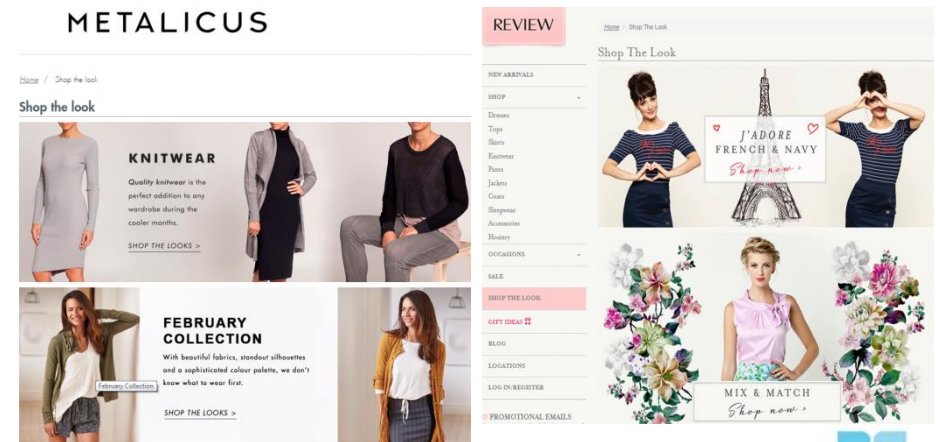 METALICUS
Home / Shop the look
Shop the look
KNITWEAR
Quality knitwear is the
perfect addition to any
wardrobe during the
cooler months.
SHOP THE LOOKS >
FEBRUARY
COLLECTION
With beautiful fabrics, standout silhouettes
and a sophisticated colour palette, we don't
know what to wear first.
February Collection
SHOP THE LOOKS >
REVIEW
NEW ARRIVALS
SHOP
Dresses
Tops
Skirts
Knitwear
Pants
Jackets
Coats
Sleepwear
Accessories
Hosiery
OCCASIONS
SALE
SHOP THE LOOK
GIFT IDEAS
BLOG
LOCATIONS
LOG IN/REGISTER
PROMOTIONAL EMAILS
Home / Shop The Look
Shop The Look
J'ADORE
FRENCH & NAVY
Shop now >
MIX & MATCH
Shop now >